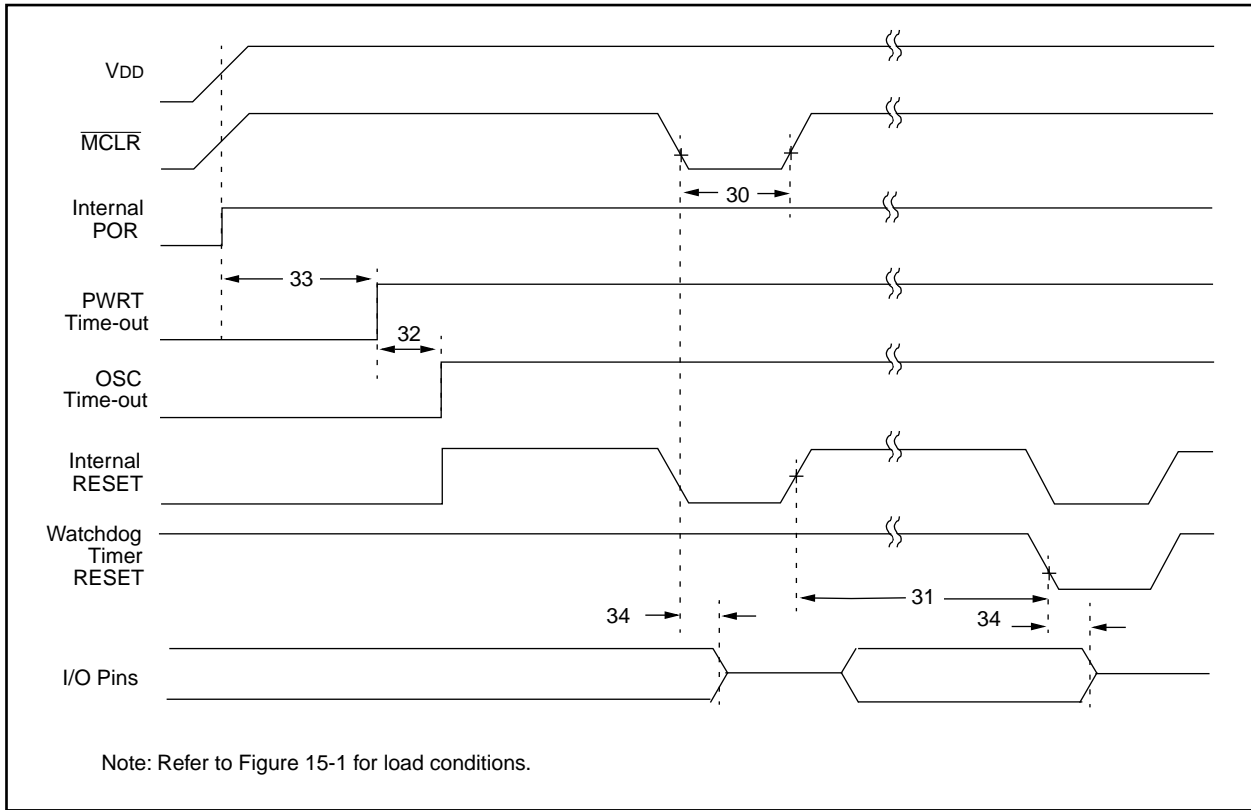 VDD
MCLR
Internal
POR
30
33
PWRT
Time-out
32
OSC
Time-out
Internal
RESET
Watchdog
Timer
RESET
31
34
34
I/O Pins
Note: Refer to Figure 15-1 for load conditions.